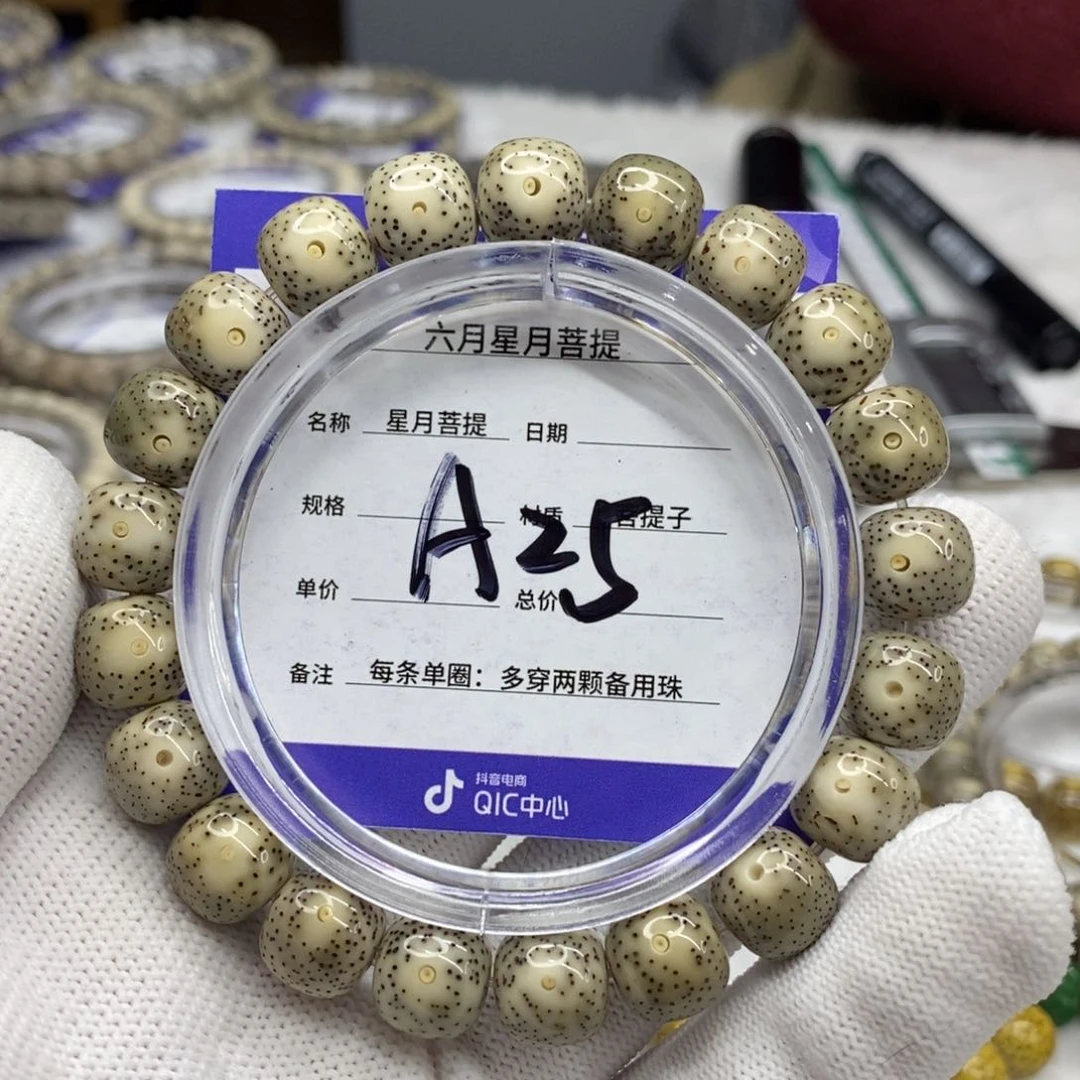 六月星月菩提
名称 星月菩提 日期
规格 材质 菩提子
A25
单价 总价
备注 每条单圈：多穿两颗备用珠
抖音电商
QIC中心